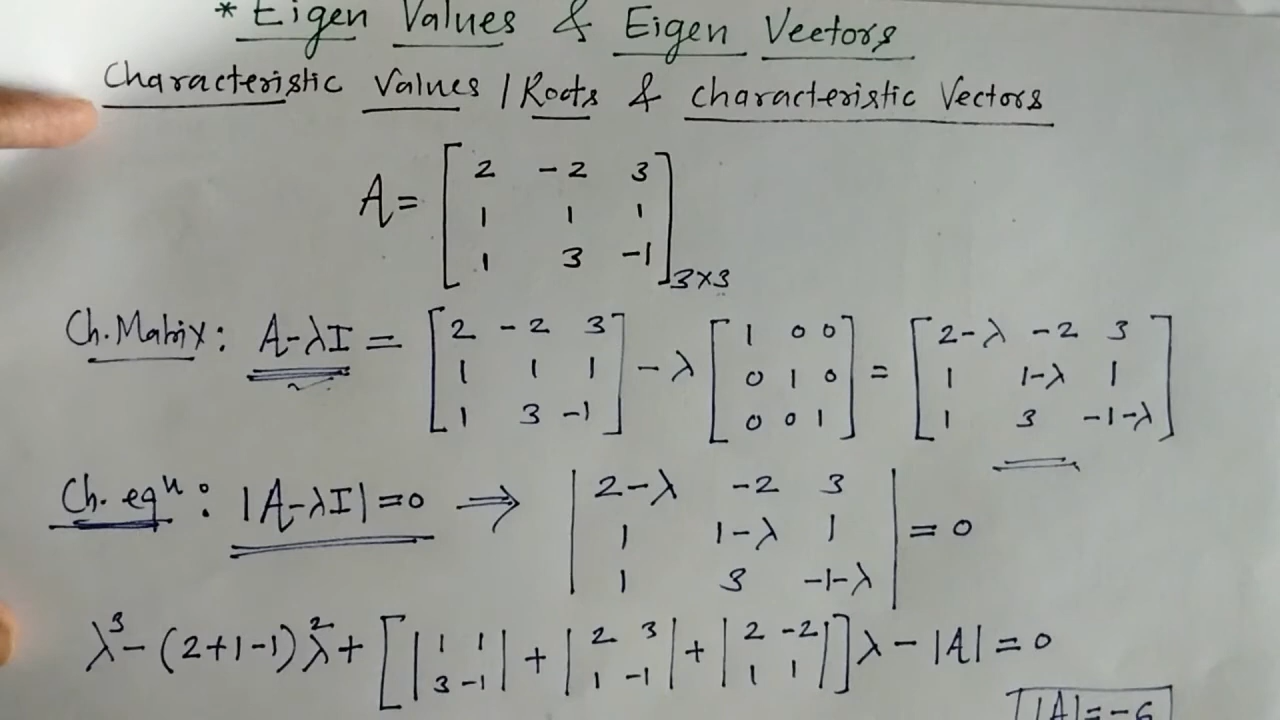 * Eigen Values & Eigen Vectors
Characteristic Values / Roots & characteristic Vectors
A = [2 -2 3
1 1 1
1 3 -1]3×3
Ch. Matrix: A-λI = [2 -2 3; 1 1 1; 1 3 -1] - λ [1 0 0; 0 1 0; 0 0 1] = [2-λ -2 3; 1 1-λ 1; 1 3 -1-λ]
Ch. eqⁿ: |A-λI| = 0 ⇒ |2-λ -2 3; 1 1-λ 1; 1 3 -1-λ| = 0
λ³ - (2+1-1)λ² + [|1 1; 3 -1| + |2 3; 1 -1| + |2 -2; 1 1|]λ - |A| = 0
|A| = -6